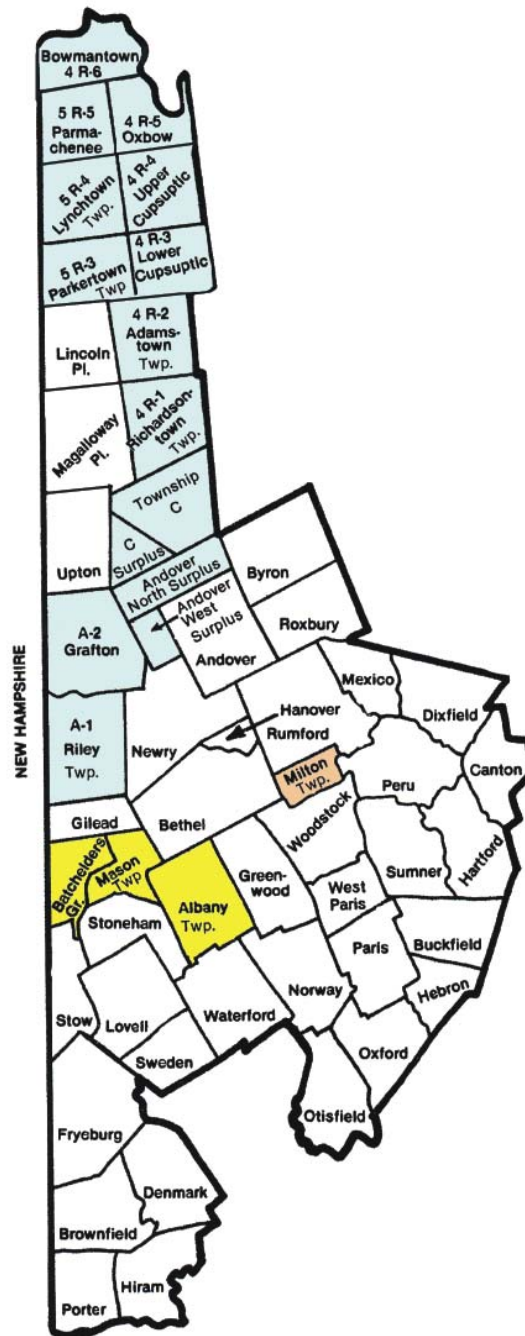 Bowmantown
4 R-6
5 R-5
Parma-
chenee
4 R-5
Oxbow
5 R-4
Lynchtown
Twp.
4 R-4
Upper
Cupsuptic
5 R-3
Parkertown
Twp
4 R-3
Lower
Cupsuptic
Lincoln
Pl.
4 R-2
Adams-
town
Twp.
Magalloway
Pl.
4 R-1
Richardson-
town
Twp.
Township
C
C
Surplus
Upton
Andover
North Surplus
Andover
West
Surplus
Andover
Byron
Roxbury
A-2
Grafton
NEW HAMPSHIRE
A-1
Riley
Twp.
Newry
Hanover
Rumford
Mexico
Dixfield
Milton
Twp.
Peru
Canton
Gilead
Bethel
Woodstock
Batchelders
Gr.
Mason
Twp
Albany
Twp.
Green-
wood
Sumner
Hartford
Stoneham
West
Paris
Paris
Buckfield
Stow
Lovell
Waterford
Norway
Hebron
Sweden
Oxford
Otisfield
Fryeburg
Denmark
Brownfield
Hiram
Porter